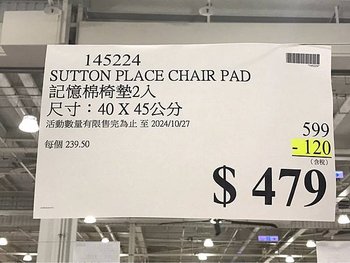 145224
SUTTON PLACE CHAIR PAD
記憶棉椅墊2入
尺寸：40 X 45公分
活動數量有限售完為止 至 2024/10/27
每個 239.50
599
-120
(含稅)
$ 479